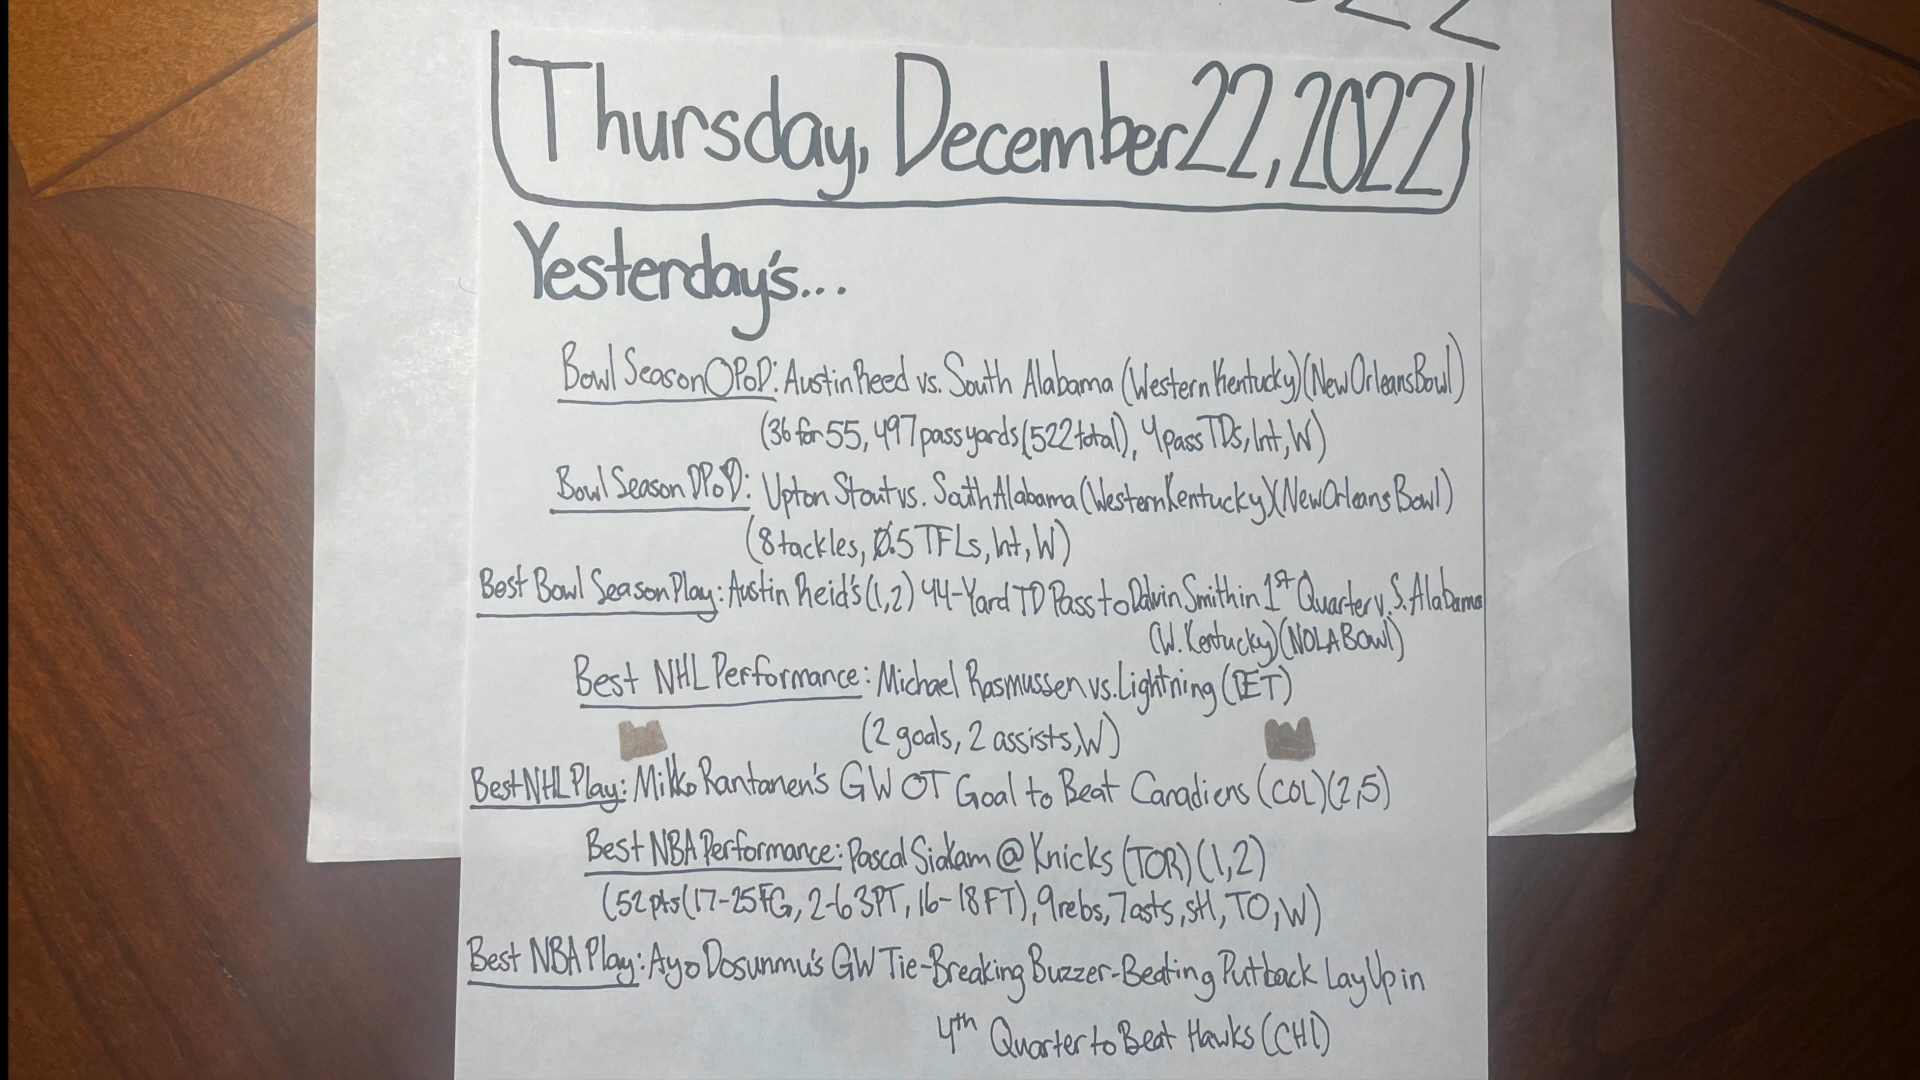 22
Thursday, December 22, 2022
Yesterday's...
Bowl Season OPoD: Austin Reed vs. South Alabama (Western Kentucky)(New Orleans Bowl)
(36 for 55, 497 pass yards (522 total), 4 pass TDs, Int, W)
Bowl Season DPoD: Upton Stout vs. South Alabama (Western Kentucky)(New Orleans Bowl)
(8 tackles, 0.5 TFLs, Int, W)
Best Bowl Season Play: Austin Reid's (1,2) 44-Yard TD Pass to Dalvin Smith in 1st Quarter v. S. Alabama
(W. Kentucky)(NOLA Bowl)
Best NHL Performance: Michael Rasmussen vs. Lightning (DET)
(2 goals, 2 assists, W)
Best NHL Play: Mikko Rantanen's GW OT Goal to Beat Canadiens (COL)(2,5)
Best NBA Performance: Pascal Siakam @ Knicks (TOR)(1,2)
(52 pts (17-25 FG, 2-6 3PT, 16-18 FT), 9 rebs, 7 asts, stl, TO, W)
Best NBA Play: Ayo Dosunmu's GW Tie-Breaking Buzzer-Beating Putback LayUp in
4th Quarter to Beat Hawks (CHI)